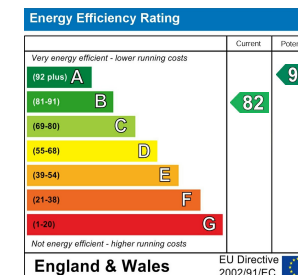 Energy Efficiency Rating
Current
Very energy efficient - lower running costs
(92 plus) A
(81-91) B
82
(69-80) C
(55-68) D
(39-54) E
(21-38) F
(1-20) G
Not energy efficient - higher running costs
England & Wales
EU Directive
2002/91/EC